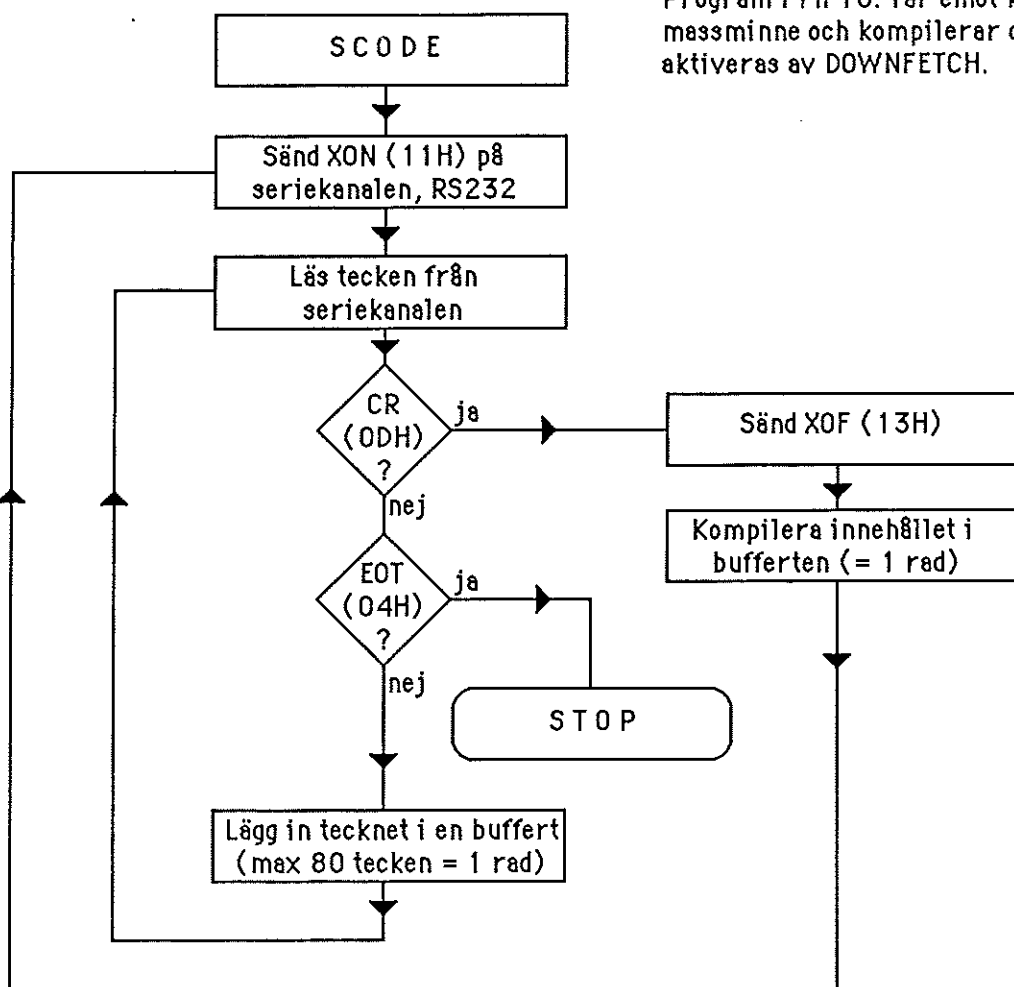 massminne och kompilerar
aktiveras av DOWNFETCH.
SCODE
Sänd XON (11H) på
seriekanalen, RS232
Läs tecken från
seriekanalen
CR
(0DH)
?
ja
nej
Sänd XOF (13H)
Kompilera innehållet i
bufferten (= 1 rad)
EOT
(04H)
?
ja
nej
STOP
Lägg in tecknet i en buffert
(max 80 tecken = 1 rad)